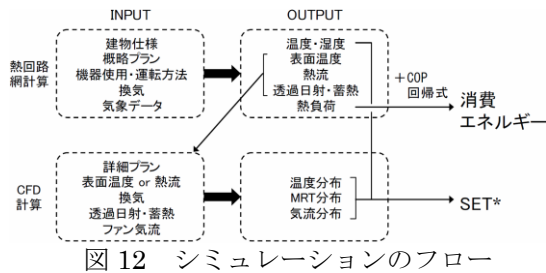 INPUT
OUTPUT
熱回路
網計算
建物仕様
概略プラン
機器使用・運転方法
換気
気象データ
温度・湿度
表面温度
熱流
透過日射・蓄熱
熱負荷
＋COP
回帰式
消費
エネルギー
CFD
計算
詳細プラン
表面温度 or 熱流
換気
透過日射・蓄熱
ファン気流
温度分布
MRT分布
気流分布
SET*
図 12　シミュレーションのフロー